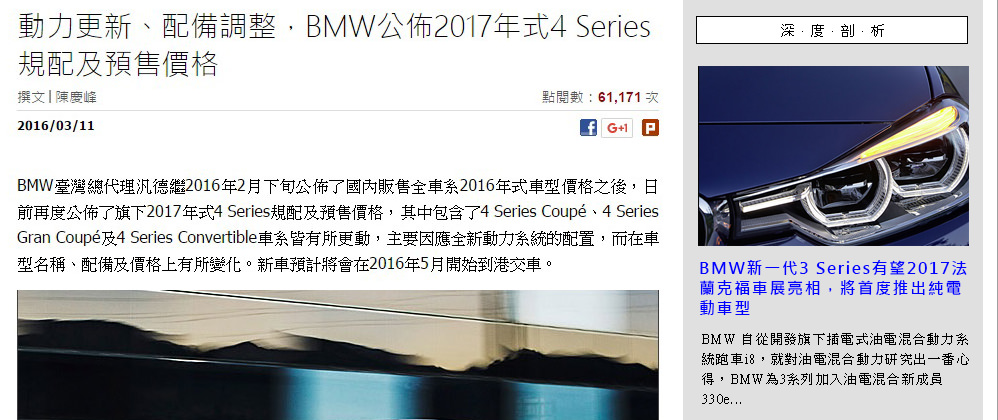 動力更新、配備調整，BMW公佈2017年式4 Series
規配及預售價格
撰文 | 陳慶峰
點閱數：61,171 次
2016/03/11
f G+1 P
BMW臺灣總代理汎德繼2016年2月下旬公佈了國內販售全車系2016年式車型價格之後，日
前再度公佈了旗下2017年式4 Series規配及預售價格，其中包含了4 Series Coupé、4 Series
Gran Coupé及4 Series Convertible車系皆有所更動，主要因應全新動力系統的配置，而在車
型名稱、配備及價格上有所變化。新車預計將會在2016年5月開始到港交車。
深‧度‧剖‧析
BMW新一代3 Series有望2017法
蘭克福車展亮相，將首度推出純電
動車型
BMW 自從開發旗下插電式油電混合動力系
統跑車i8，就對油電混合動力研究出一番心
得，BMW為3系列加入油電混合新成員
330e...